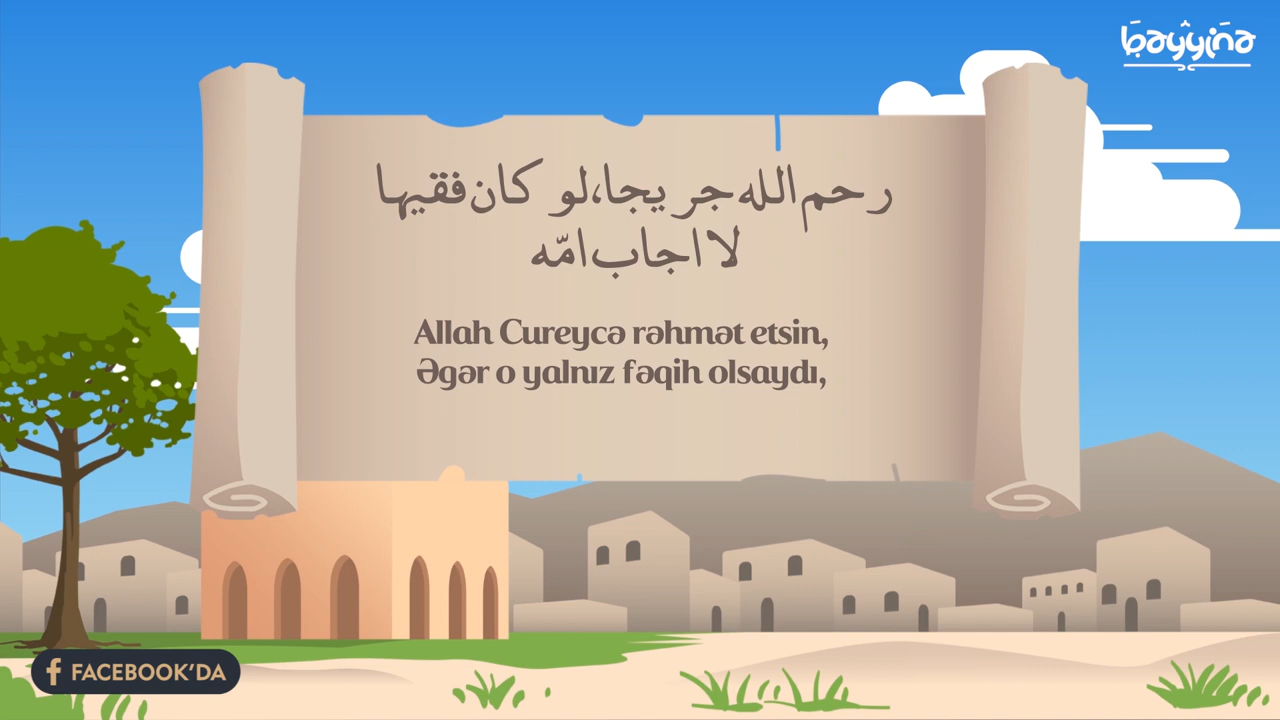 bayyina
رحم الله جريجا، لو كان فقيها
لا اجاب امّه
Allah Cureycə rəhmət etsin,
Əgər o yalnız fəqih olsaydı,
FACEBOOK'DA